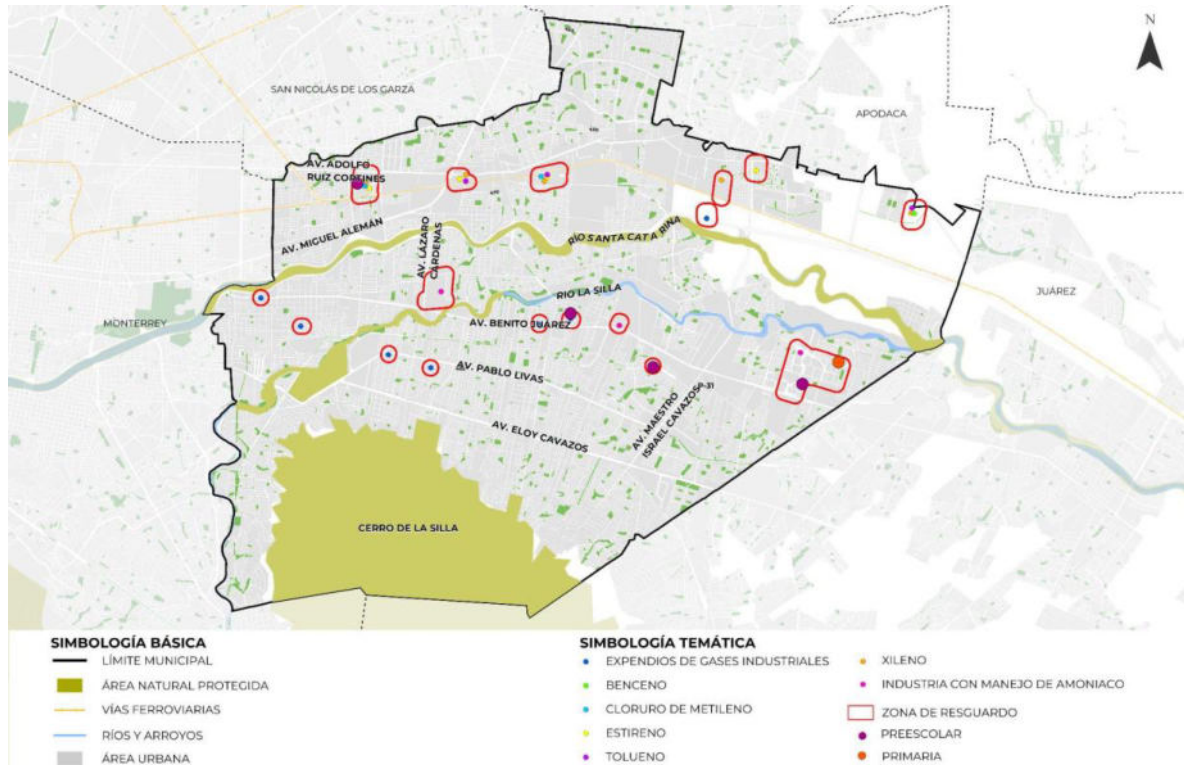 N
SAN NICOLÁS DE LOS GARZA
APODACA
AV. ADOLFO
RUIZ CORTINES
AV. MIGUEL ALEMÁN
AV. LÁZARO
CÁRDENAS
RÍO SANTA CATARINA
JUÁREZ
RIO LA SILLA
MONTERREY
AV. BENITO JUÁREZ
AV. PABLO LIVAS
AV. MAESTRO
ISRAEL CAVAZOS
AV. ELOY CAVAZOS
CERRO DE LA SILLA
SIMBOLOGÍA BÁSICA
LÍMITE MUNICIPAL
ÁREA NATURAL PROTEGIDA
VÍAS FERROVIARIAS
RÍOS Y ARROYOS
ÁREA URBANA
SIMBOLOGÍA TEMÁTICA
EXPENDIOS DE GASES INDUSTRIALES
BENCENO
CLORURO DE METILENO
ESTIRENO
TOLUENO
XILENO
INDUSTRIA CON MANEJO DE AMONIACO
ZONA DE RESGUARDO
PREESCOLAR
PRIMARIA